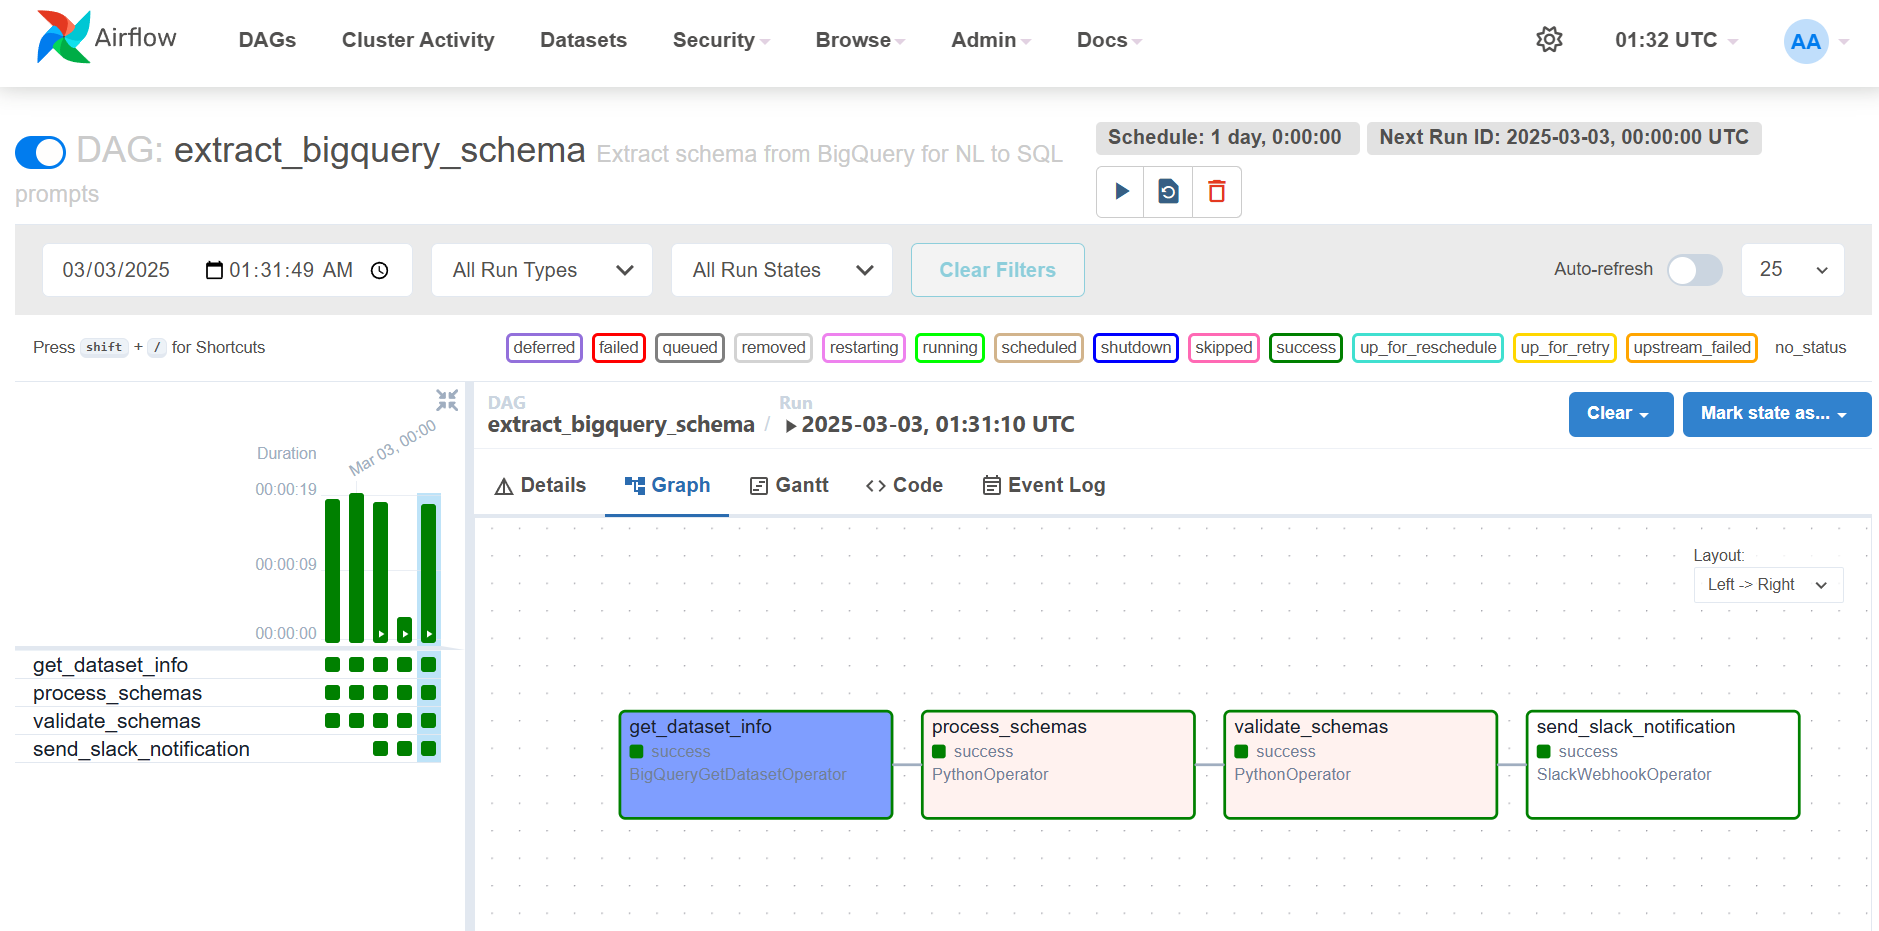 Airflow DAGs Cluster Activity Datasets Security Browse Admin Docs 01:32 UTC AA
DAG: extract_bigquery_schema Extract schema from BigQuery for NL to SQL
prompts
Schedule: 1 day, 0:00:00 Next Run ID: 2025-03-03, 00:00:00 UTC
03/03/2025 01:31:49 AM All Run Types All Run States Clear Filters Auto-refresh 25
Press shift + / for Shortcuts deferred failed queued removed restarting running scheduled shutdown skipped success up_for_reschedule up_for_retry upstream_failed no_status
Duration
Mar 03, 00:00
00:00:19
00:00:09
00:00:00
get_dataset_info
process_schemas
validate_schemas
send_slack_notification
DAG Run
extract_bigquery_schema / 2025-03-03, 01:31:10 UTC
Clear Mark state as...
Details Graph Gantt Code Event Log
Layout:
Left -> Right
get_dataset_info
success
BigQueryGetDatasetOperator
process_schemas
success
PythonOperator
validate_schemas
success
PythonOperator
send_slack_notification
success
SlackWebhookOperator